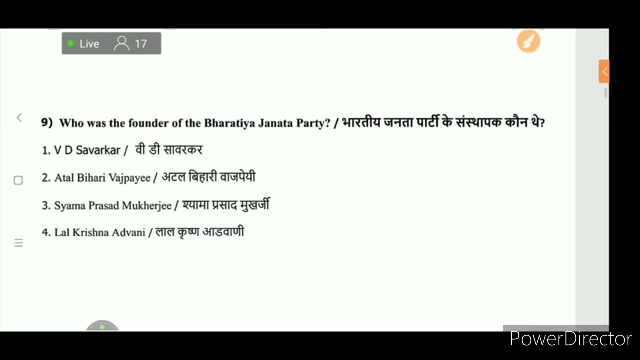 Live 17
9) Who was the founder of the Bharatiya Janata Party? / भारतीय जनता पार्टी के संस्थापक कौन थे?
1. V D Savarkar / वी डी सावरकर
2. Atal Bihari Vajpayee / अटल बिहारी वाजपेयी
3. Syama Prasad Mukherjee / श्यामा प्रसाद मुखर्जी
4. Lal Krishna Advani / लाल कृष्ण आडवाणी
PowerDirector